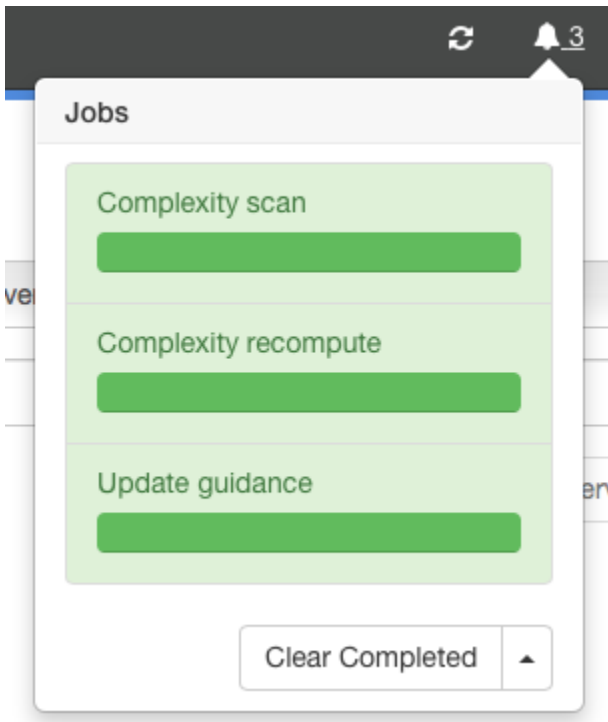 3
Jobs
Complexity scan
Complexity recompute
Update guidance
Clear Completed